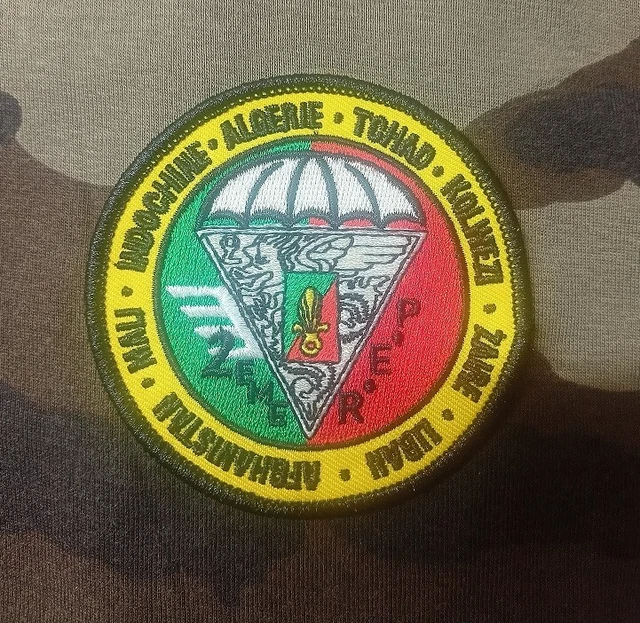 INDOCHINE · ALGERIE · TCHAD · KOLWEZI · ZAIRE · LIBAN · AFGHANISTAN · MALI ·
2EME R.E.P.